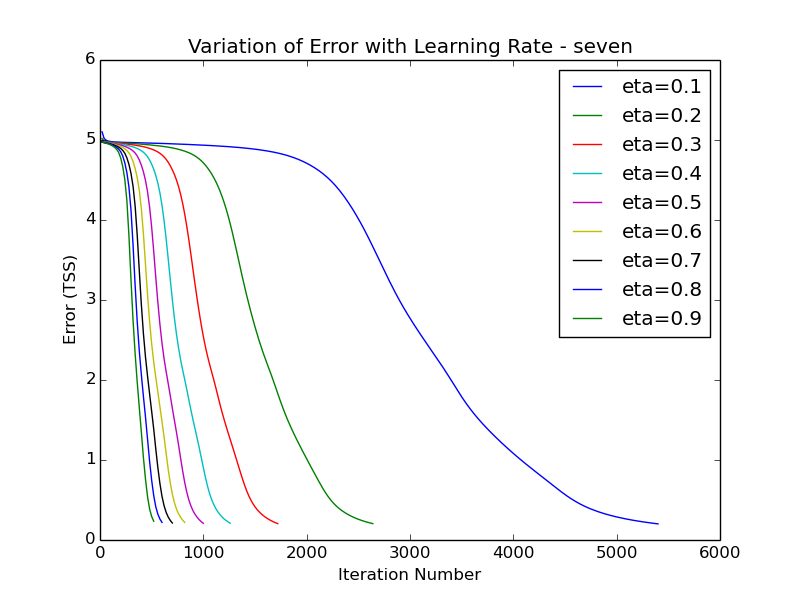 Variation of Error with Learning Rate - seven
6
5
4
3
2
1
0
Error (TSS)
0 1000 2000 3000 4000 5000 6000
Iteration Number
eta=0.1
eta=0.2
eta=0.3
eta=0.4
eta=0.5
eta=0.6
eta=0.7
eta=0.8
eta=0.9